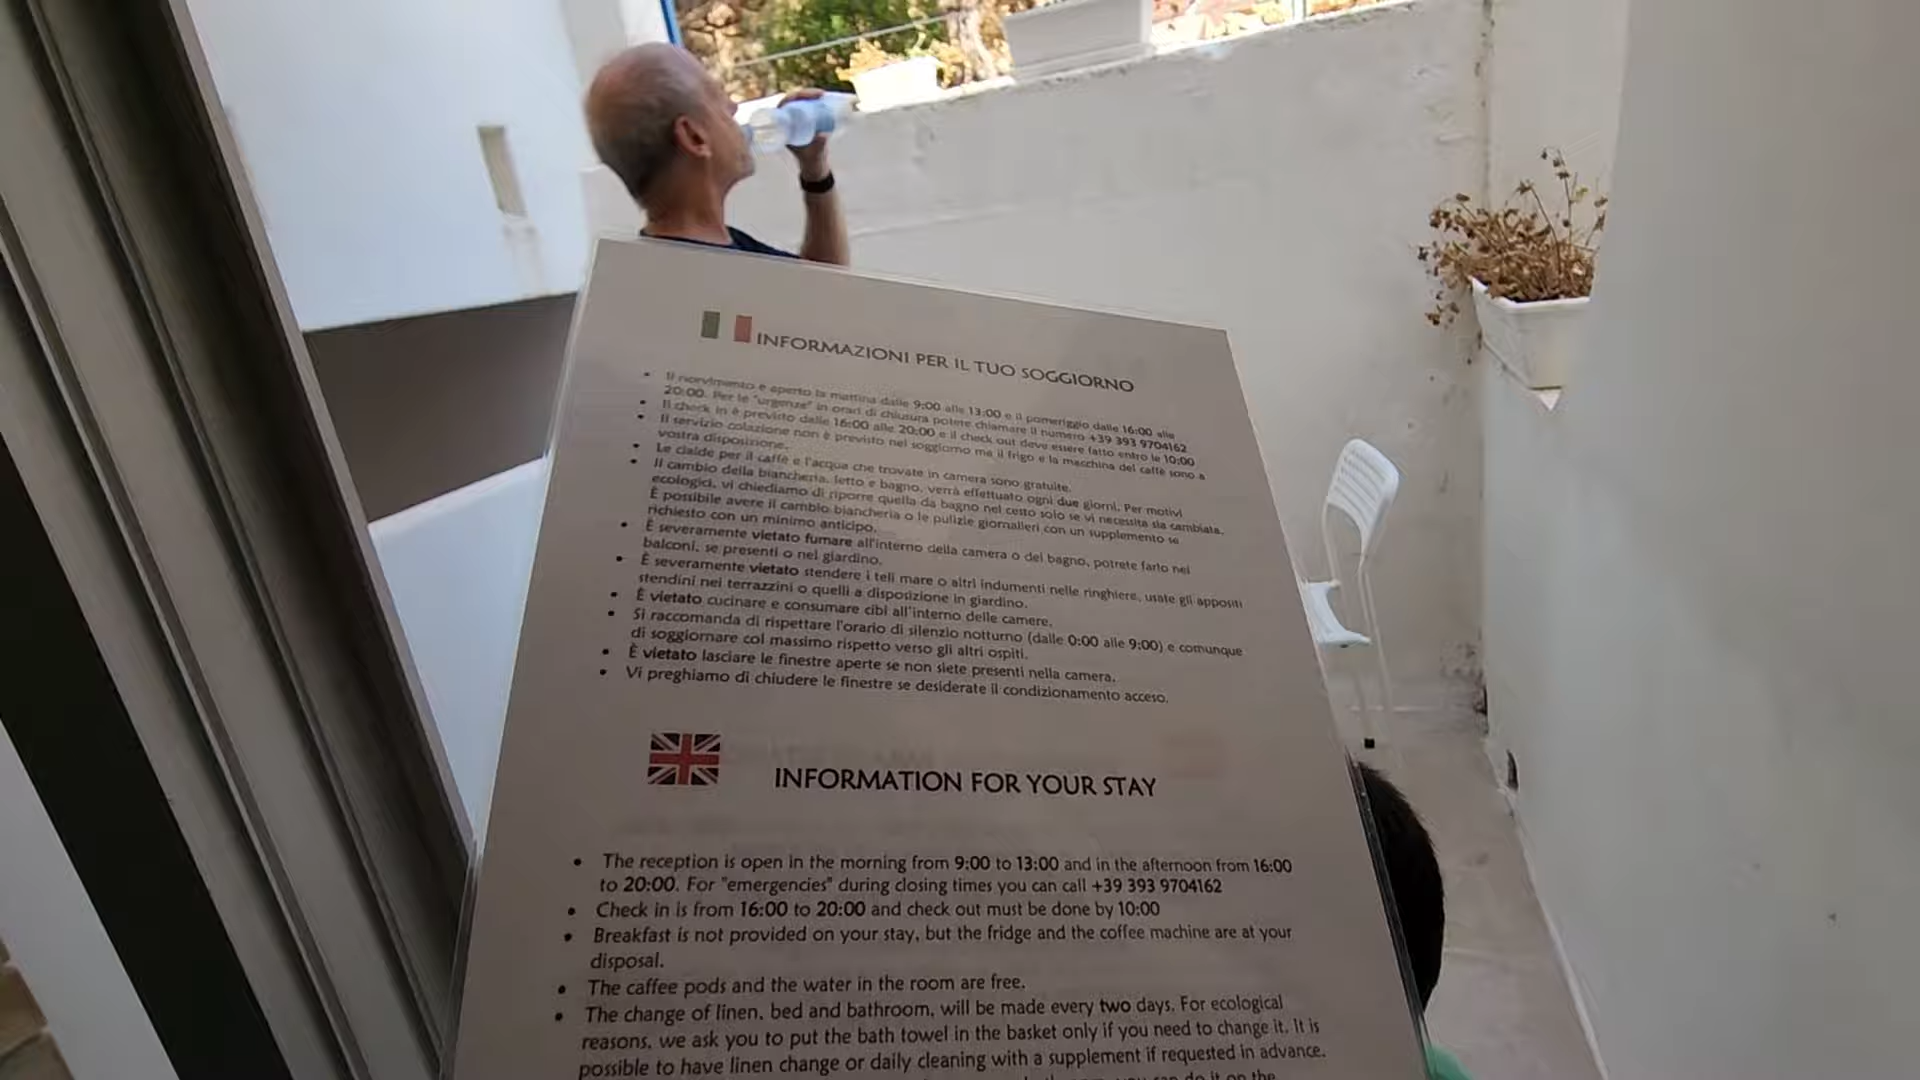 INFORMAZIONI PER IL TUO SOGGIORNO
• Il ricevimento è aperto la mattina dalle 9:00 alle 13:00 e il pomeriggio dalle 16:00 alle
20:00. Per le "urgenze" in orari di chiusura potete chiamare il numero +39 393 9704162
• Il check in è previsto dalle 16:00 alle 20:00 e il check out deve essere fatto entro le 10:00
• Il servizio colazione non è previsto nel soggiorno ma il frigo e la macchina del caffè sono a
vostra disposizione.
• Le cialde per il caffè e l'acqua che trovate in camera sono gratuite.
• Il cambio della biancheria, letto e bagno, verrà effettuato ogni due giorni. Per motivi
ecologici, vi chiediamo di riporre quella da bagno nel cesto solo se vi necessita sia cambiata.
È possibile avere il cambio biancheria o le pulizie giornalieri con un supplemento se
richiesto con un minimo anticipo.
• È severamente vietato fumare all'interno della camera o del bagno, potrete farlo nei
balconi, se presenti o nel giardino.
• È severamente vietato stendere i teli mare o altri indumenti nelle ringhiere, usate gli appositi
stendini nei terrazzini o quelli a disposizione in giardino.
• È vietato cucinare e consumare cibi all'interno delle camere.
• Si raccomanda di rispettare l'orario di silenzio notturno (dalle 0:00 alle 9:00) e comunque
di soggiornare col massimo rispetto verso gli altri ospiti.
• È vietato lasciare le finestre aperte se non siete presenti nella camera.
• Vi preghiamo di chiudere le finestre se desiderate il condizionamento acceso.
INFORMATION FOR YOUR STAY
• The reception is open in the morning from 9:00 to 13:00 and in the afternoon from 16:00
to 20:00. For "emergencies" during closing times you can call +39 393 9704162
• Check in is from 16:00 to 20:00 and check out must be done by 10:00
• Breakfast is not provided on your stay, but the fridge and the coffee machine are at your
disposal.
• The caffee pods and the water in the room are free.
• The change of linen, bed and bathroom, will be made every two days. For ecological
reasons, we ask you to put the bath towel in the basket only if you need to change it. It is
possible to have linen change or daily cleaning with a supplement if requested in advance.
do it on the